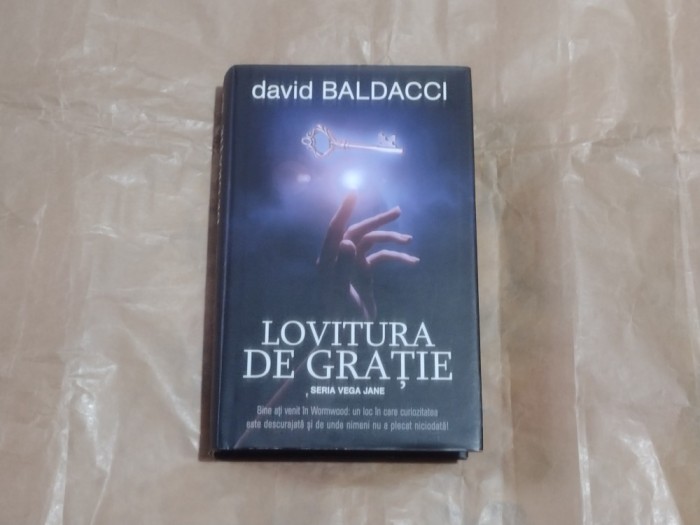 david BALDACCI
LOVITURA
DE GRAȚIE
SERIA VEGA JANE
Bine ați venit în Wormwood: un loc în care curiozitatea
este descurajată și de unde nimeni nu a plecat niciodată!